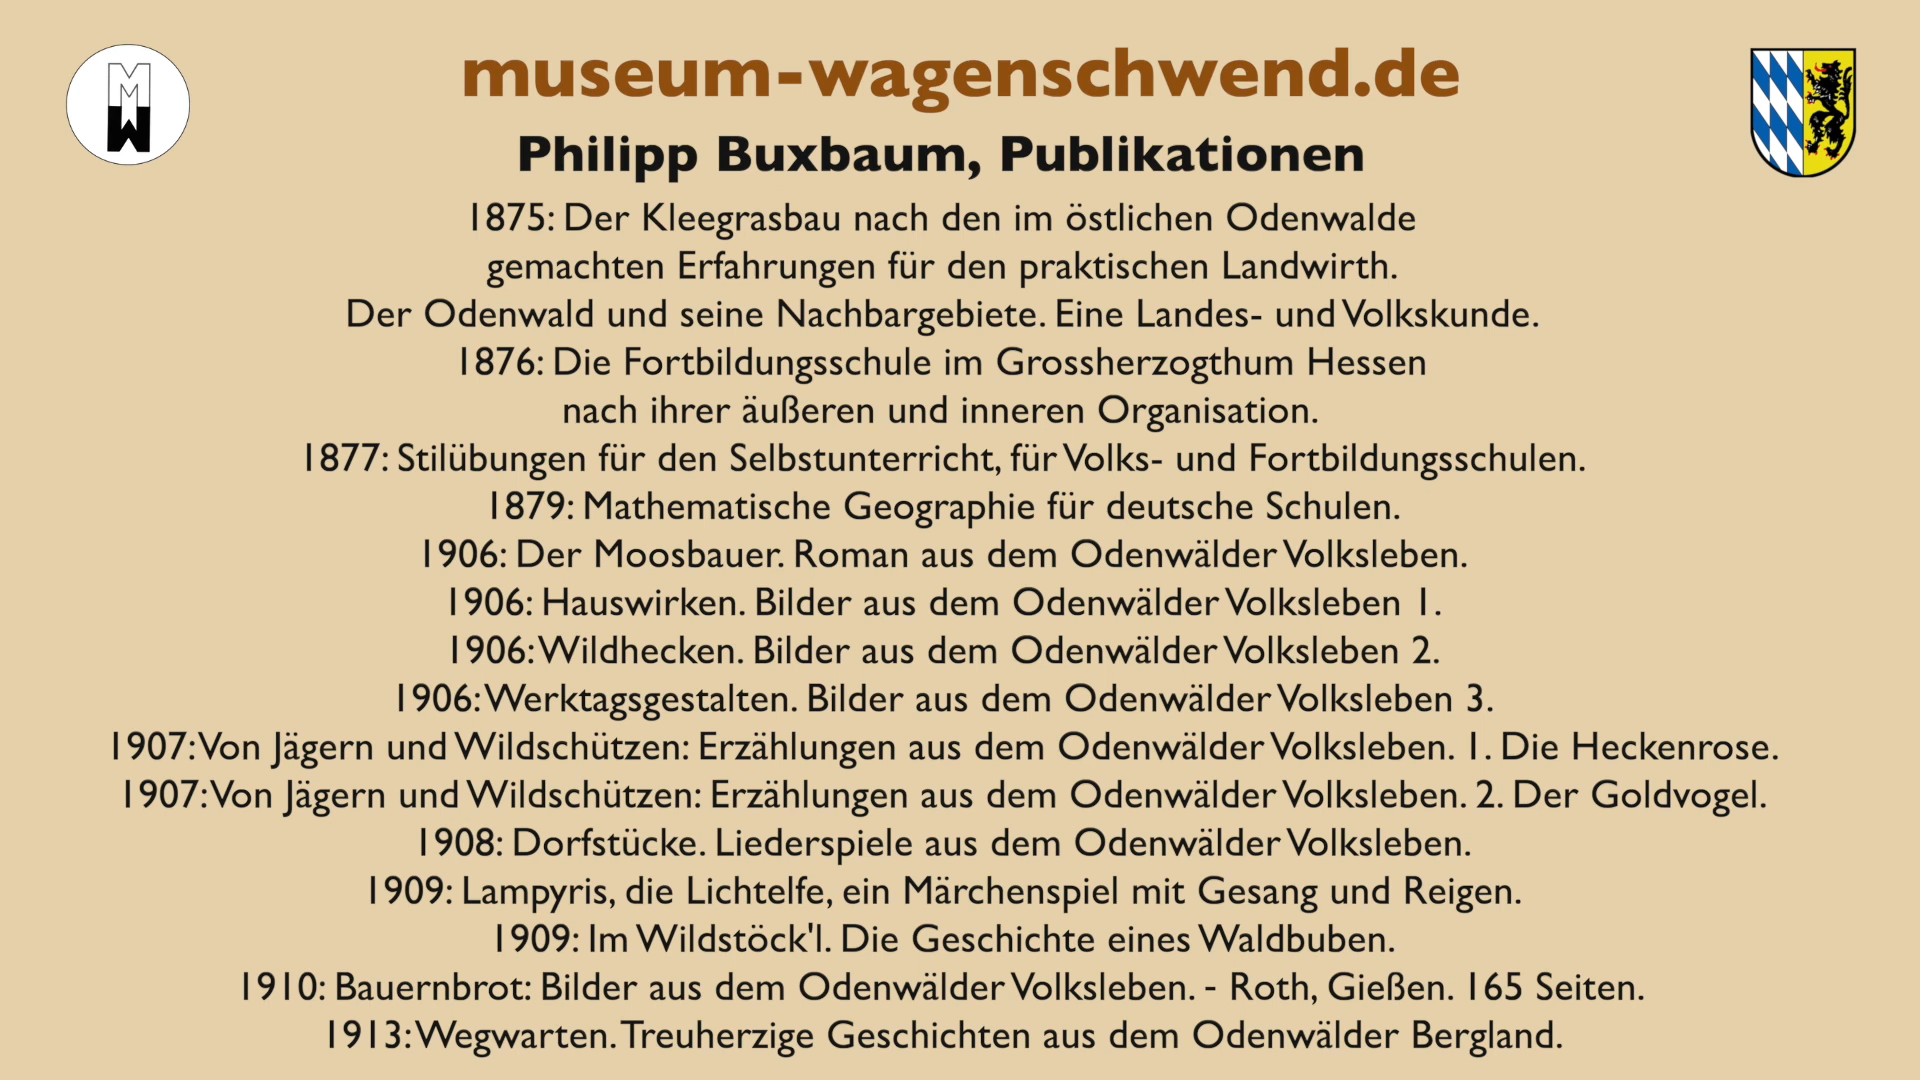 MW
museum-wagenschwend.de
Philipp Buxbaum, Publikationen
1875: Der Kleegrasbau nach den im östlichen Odenwalde
gemachten Erfahrungen für den praktischen Landwirth.
Der Odenwald und seine Nachbargebiete. Eine Landes- und Volkskunde.
1876: Die Fortbildungsschule im Grossherzogthum Hessen
nach ihrer äußeren und inneren Organisation.
1877: Stilübungen für den Selbstunterricht, für Volks- und Fortbildungsschulen.
1879: Mathematische Geographie für deutsche Schulen.
1906: Der Moosbauer. Roman aus dem Odenwälder Volksleben.
1906: Hauswirken. Bilder aus dem Odenwälder Volksleben 1.
1906: Wildhecken. Bilder aus dem Odenwälder Volksleben 2.
1906: Werktagsgestalten. Bilder aus dem Odenwälder Volksleben 3.
1907: Von Jägern und Wildschützen: Erzählungen aus dem Odenwälder Volksleben. 1. Die Heckenrose.
1907: Von Jägern und Wildschützen: Erzählungen aus dem Odenwälder Volksleben. 2. Der Goldvogel.
1908: Dorfstücke. Liederspiele aus dem Odenwälder Volksleben.
1909: Lampyris, die Lichtelfe, ein Märchenspiel mit Gesang und Reigen.
1909: Im Wildstöck'l. Die Geschichte eines Waldbuben.
1910: Bauernbrot: Bilder aus dem Odenwälder Volksleben. - Roth, Gießen. 165 Seiten.
1913: Wegwarten. Treuherzige Geschichten aus dem Odenwälder Bergland.